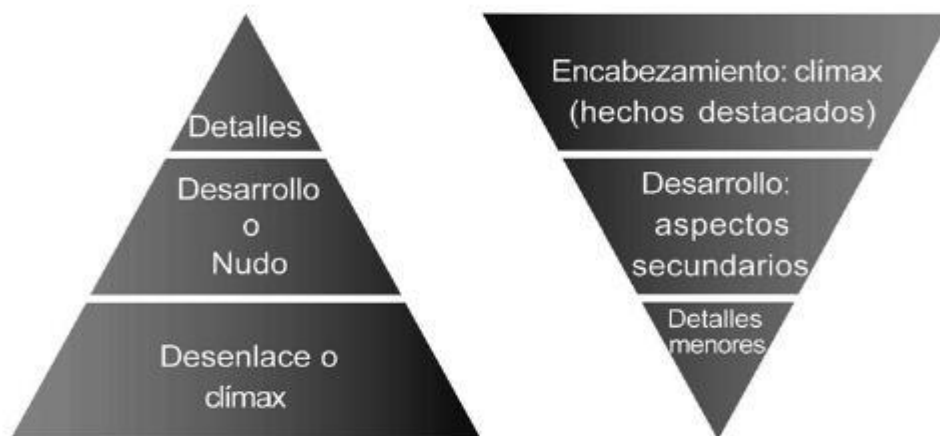 Detalles
Desarrollo
o
Nudo
Desenlace o
clímax
Encabezamiento: clímax
(hechos destacados)
Desarrollo:
aspectos
secundarios
Detalles
menores